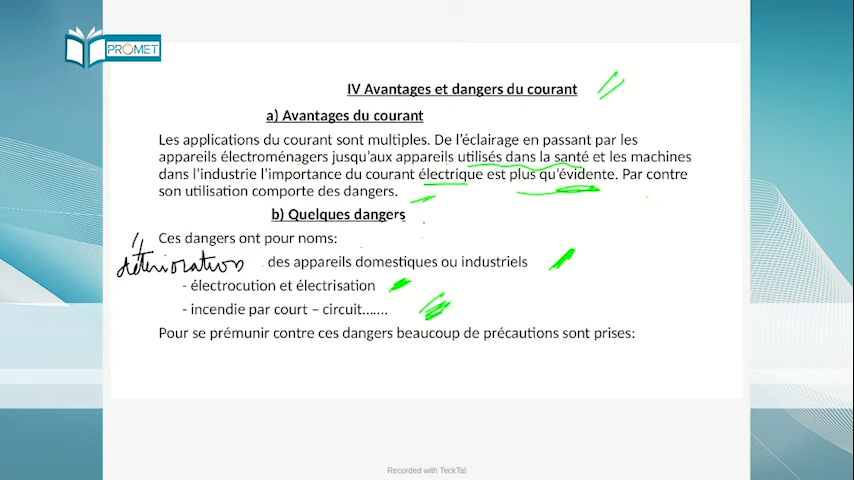 PROMET
IV Avantages et dangers du courant
a) Avantages du courant
Les applications du courant sont multiples. De l'éclairage en passant par les
appareils électroménagers jusqu'aux appareils utilisés dans la santé et les machines
dans l'industrie l'importance du courant électrique est plus qu'évidente. Par contre
son utilisation comporte des dangers.
b) Quelques dangers
Ces dangers ont pour noms:
détérioration des appareils domestiques ou industriels
- électrocution et électrisation
- incendie par court – circuit.......
Pour se prémunir contre ces dangers beaucoup de précautions sont prises:
Recorded with TeckTal